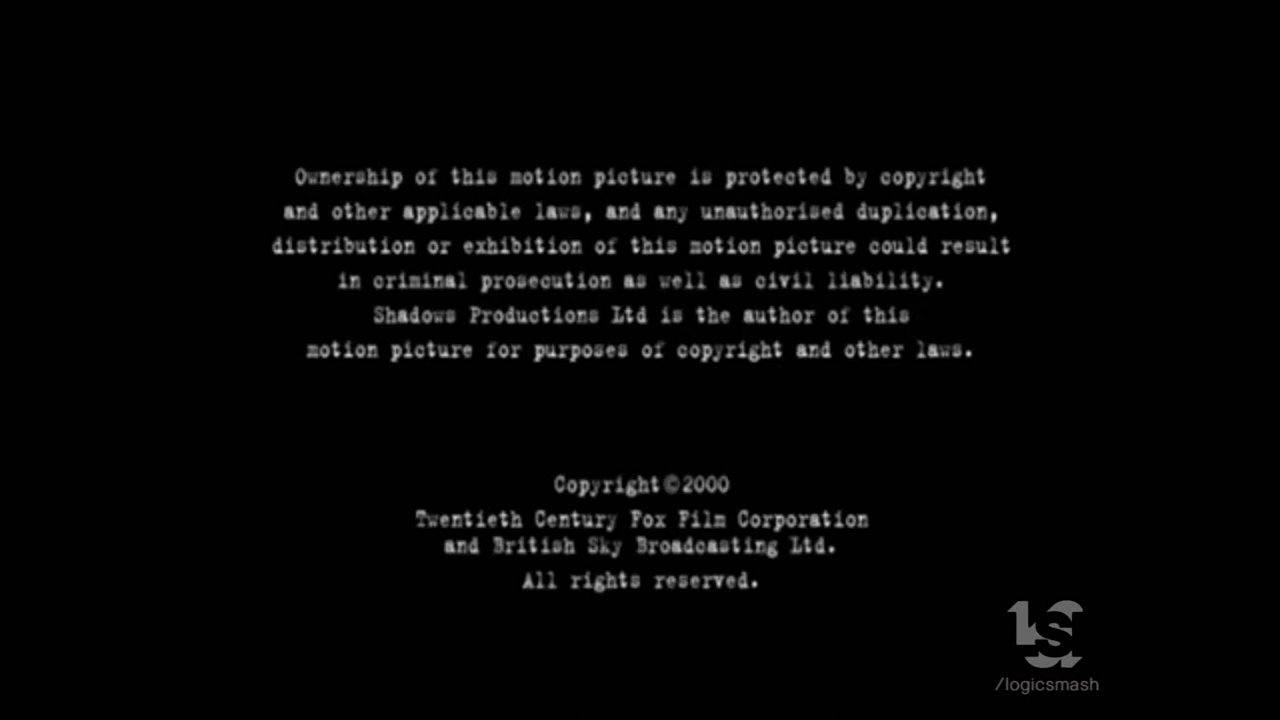 Ownership of this motion picture is protected by copyright
and other applicable laws, and any unauthorised duplication,
distribution or exhibition of this motion picture could result
in criminal prosecution as well as civil liability.
Shadows Productions Ltd is the author of this
motion picture for purposes of copyright and other laws.
Copyright©2000
Twentieth Century Fox Film Corporation
and British Sky Broadcasting Ltd.
All rights reserved.
LS
/logicsmash